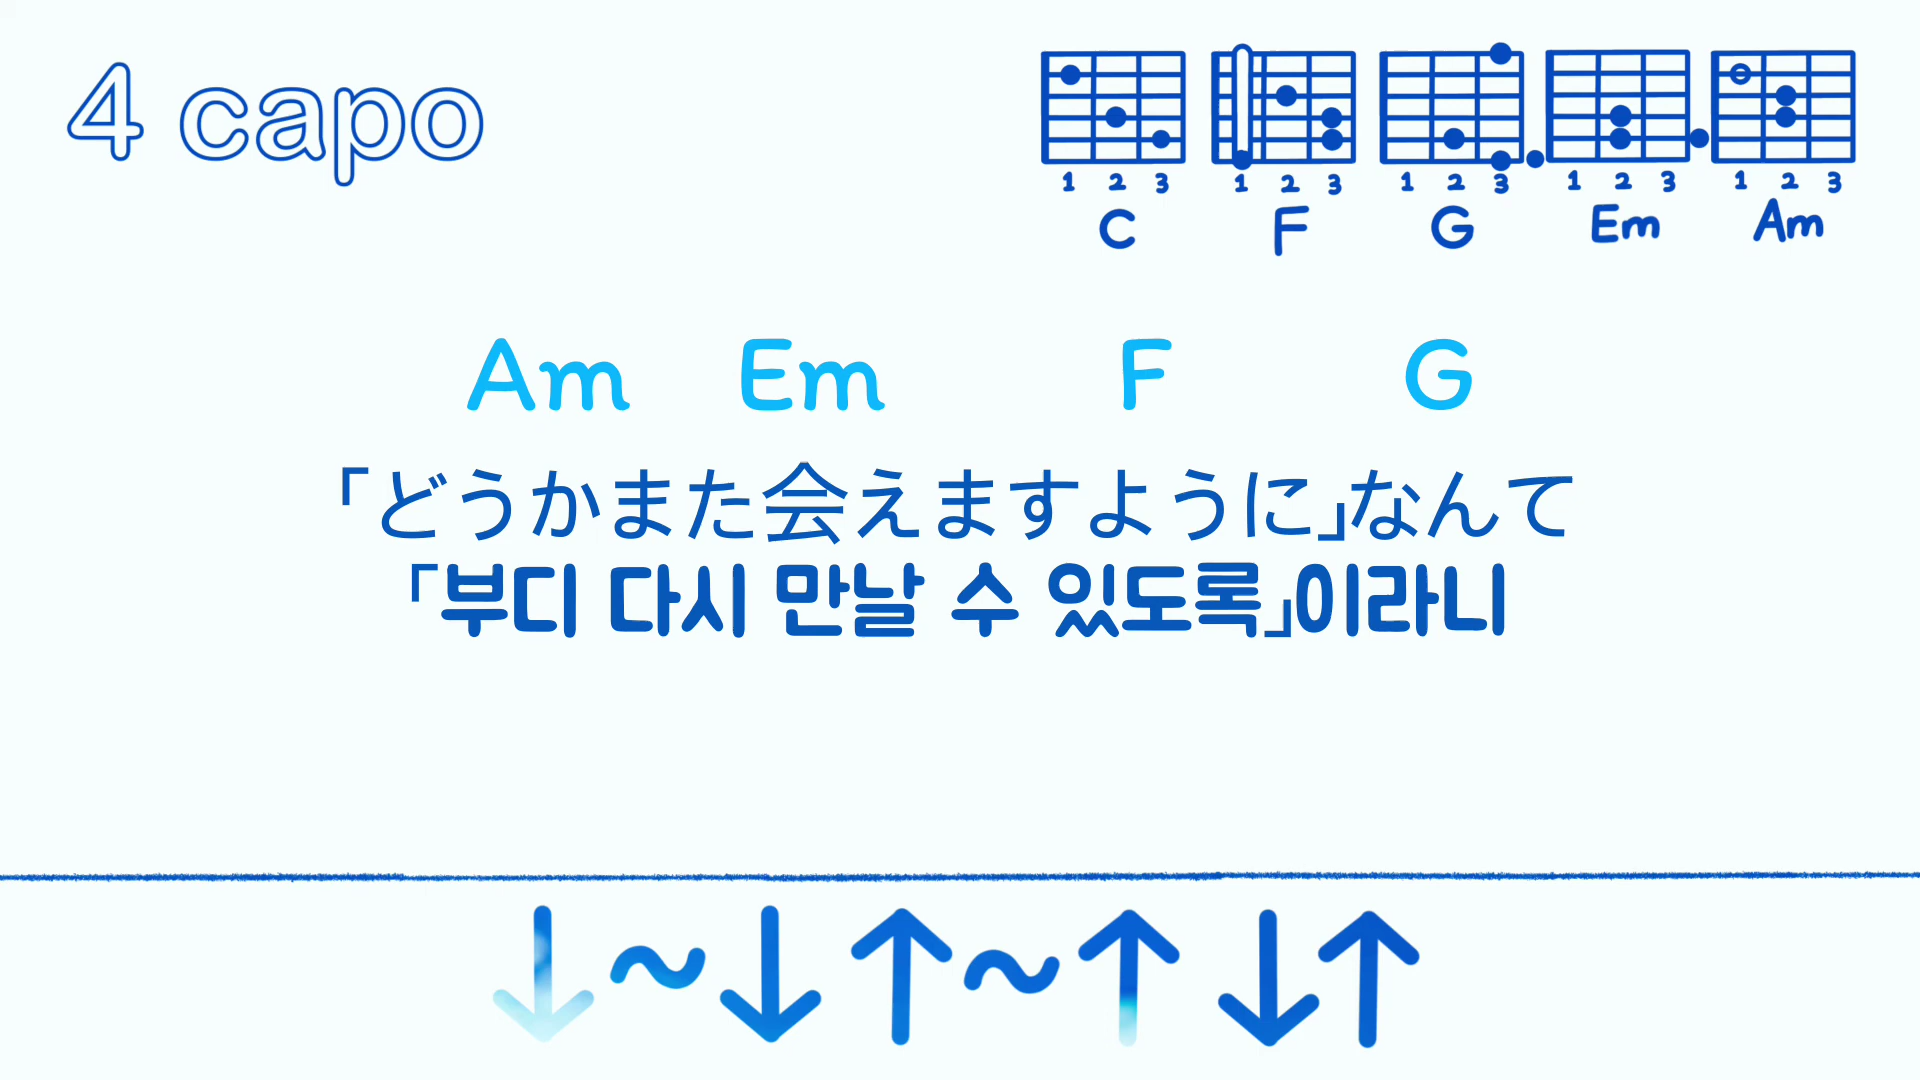 4 capo
1 2 3 1 2 3 1 2 3 1 2 3 1 2 3
C F G Em Am
Am Em F G
「どうかまた会えますように」なんて
「부디 다시 만날 수 있도록」이라니
↓ ~ ↓ ↑ ~ ↑ ↓ ↑